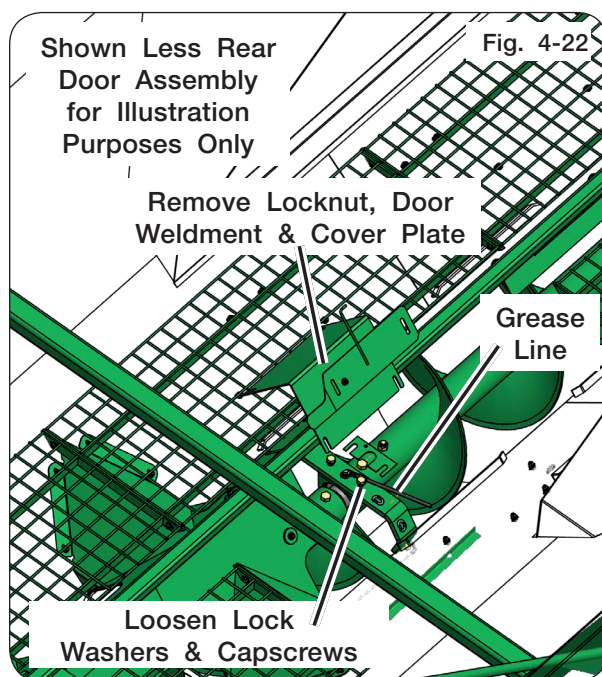 Shown Less Rear
Door Assembly
for Illustration
Purposes Only
Fig. 4-22
Remove Locknut, Door
Weldment & Cover Plate
Grease
Line
Loosen Lock
Washers & Capscrews